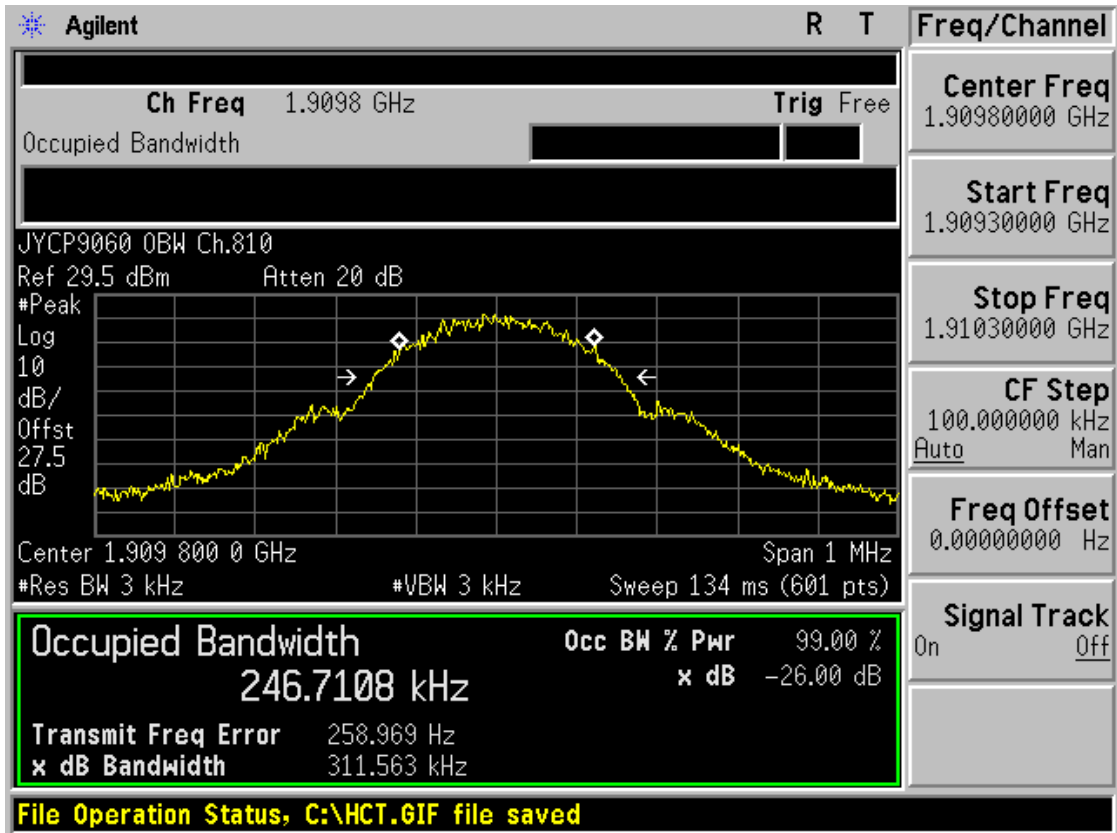 Agilent R T
Ch Freq 1.9098 GHz Trig Free
Occupied Bandwidth
JYCP9060 OBW Ch.810
Ref 29.5 dBm Atten 20 dB
#Peak
Log
10
dB/
Offst
27.5
dB
Center 1.909 800 0 GHz Span 1 MHz
#Res BW 3 kHz #VBW 3 kHz Sweep 134 ms (601 pts)
Occupied Bandwidth
246.7108 kHz
Occ BW % Pwr 99.00 %
x dB -26.00 dB
Transmit Freq Error 258.969 Hz
x dB Bandwidth 311.563 kHz
File Operation Status, C:\HCT.GIF file saved
Freq/Channel
Center Freq
1.90980000 GHz
Start Freq
1.90930000 GHz
Stop Freq
1.91030000 GHz
CF Step
100.000000 kHz
Auto Man
Freq Offset
0.00000000 Hz
Signal Track
On Off